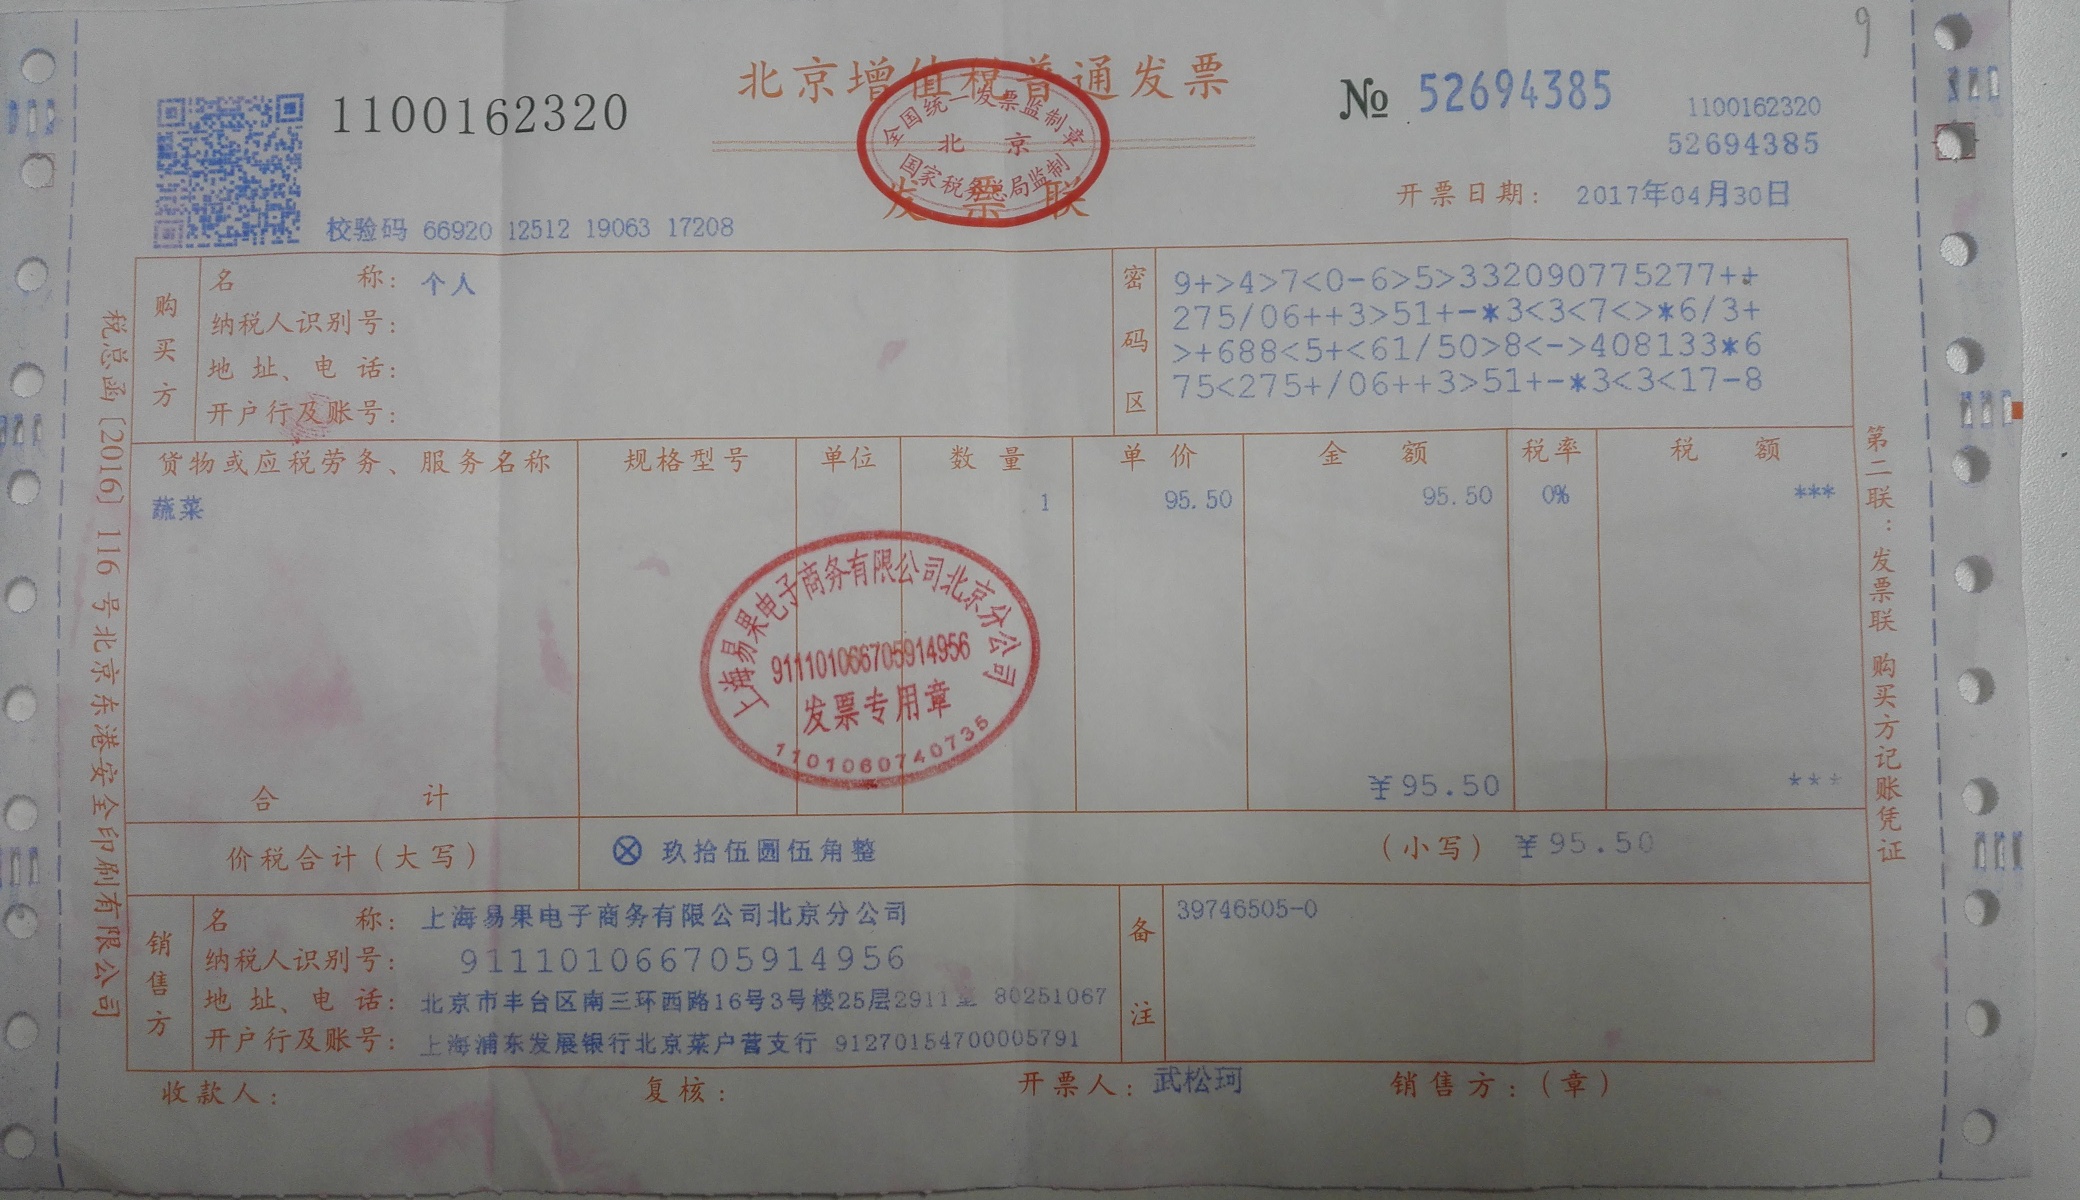 9
北京增值税普通发票
发票联
全国统一发票监制章
北京
国家税务总局监制
1100162320
№ 52694385
1100162320
52694385
校验码 66920 12512 19063 17208
开票日期: 2017年04月30日
购买方
名称: 个人
纳税人识别号:
地址、电话:
开户行及账号:
密码区
9+>4>7<0-6>5>332090775277++
275/06++3>51+-*3<3<7<>*6/3+
>+688<5+<61/50>8<->408133*6
75<275+/06++3>51+-*3<3<17-8
货物或应税劳务、服务名称 规格型号 单位 数量 单价 金额 税率 税额
蔬菜 1 95.50 95.50 0% ***
上海易果电子商务有限公司北京分公司
911101066705914956
发票专用章
1101060740735
合计 ¥95.50 ***
价税合计(大写) ⊗ 玖拾伍圆伍角整 (小写) ¥95.50
销售方
名称: 上海易果电子商务有限公司北京分公司
纳税人识别号: 911101066705914956
地址、电话: 北京市丰台区南三环西路16号3号楼25层2911室 80251067
开户行及账号: 上海浦东发展银行北京菜户营支行 91270154700005791
备注
39746505-0
收款人: 复核: 开票人: 武松珂 销售方:(章)
税总函[2016]116号北京东港安全印刷有限公司
第二联:发票联 购买方记账凭证